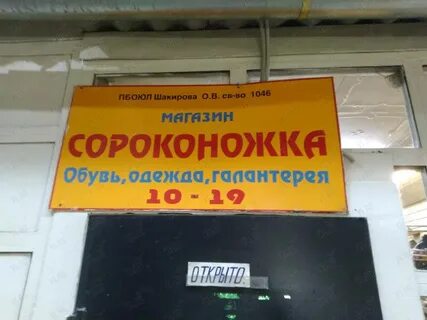 ПБОЮЛ Шакирова О.В. св-во 1046
МАГАЗИН
СОРОКОНОЖКА
Обувь, одежда, галантерея
10 - 19
ОТКРЫТО.